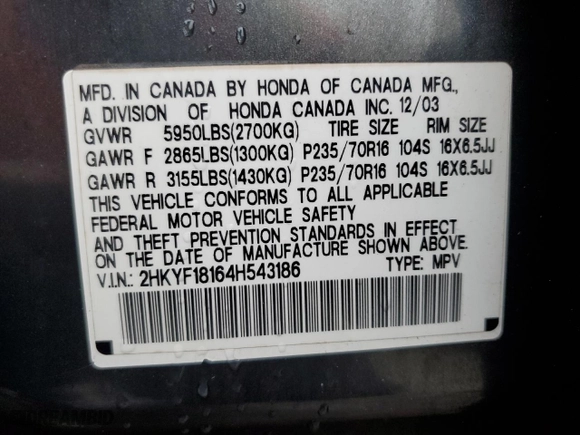 MFD. IN CANADA BY HONDA OF CANADA MFG.,
A DIVISION OF HONDA CANADA INC. 12/03
GVWR 5950LBS(2700KG) TIRE SIZE RIM SIZE
GAWR F 2865LBS(1300KG) P235/70R16 104S 16X6.5JJ
GAWR R 3155LBS(1430KG) P235/70R16 104S 16X6.5JJ
THIS VEHICLE CONFORMS TO ALL APPLICABLE
FEDERAL MOTOR VEHICLE SAFETY
AND THEFT PREVENTION STANDARDS IN EFFECT
ON THE DATE OF MANUFACTURE SHOWN ABOVE.
V.I.N.: 2HKYF18164H543186 TYPE: MPV